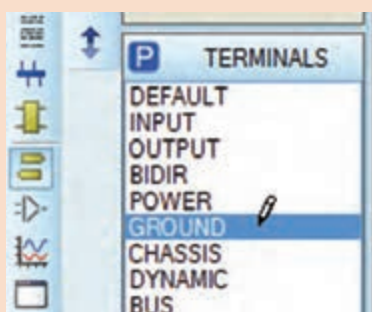 P TERMINALS
DEFAULT
INPUT
OUTPUT
BIDIR
POWER
GROUND
CHASSIS
DYNAMIC
BUS